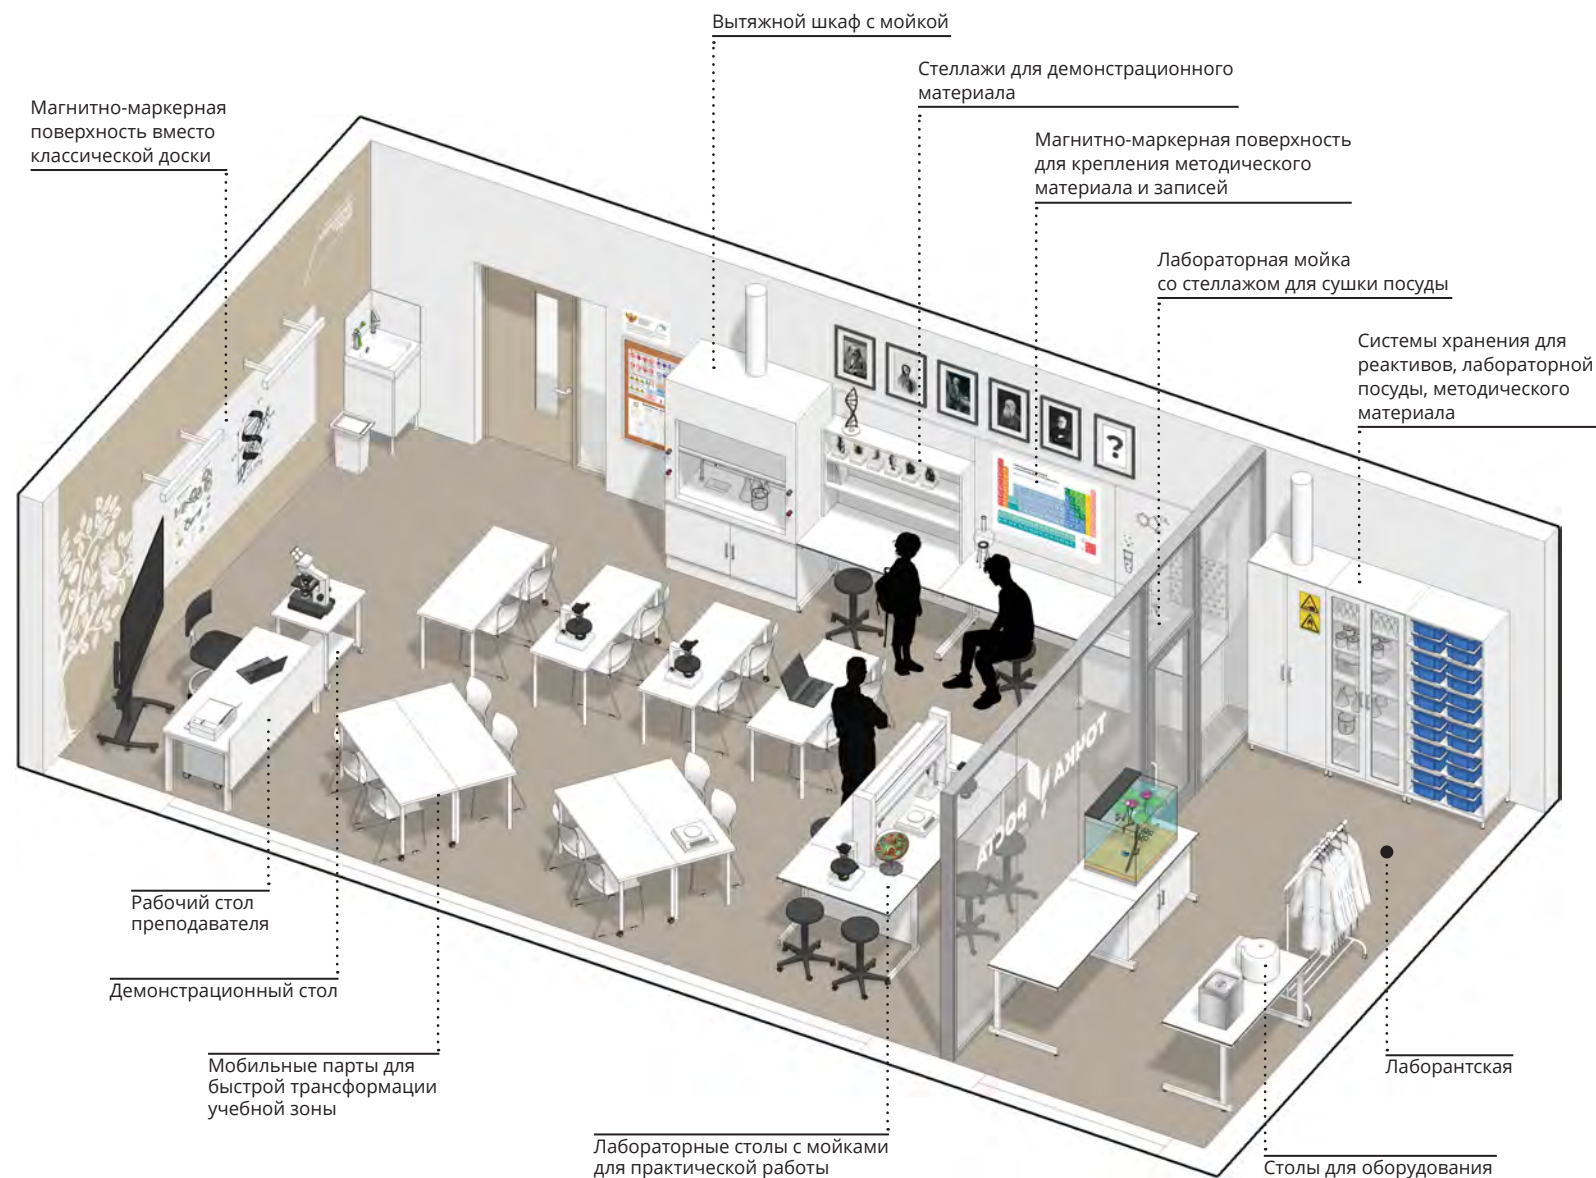 Вытяжной шкаф с мойкой
Стеллажи для демонстрационного
материала
Магнитно-маркерная
поверхность вместо
классической доски
Магнитно-маркерная поверхность
для крепления методического
материала и записей
Лабораторная мойка
со стеллажом для сушки посуды
Системы хранения для
реактивов, лабораторной
посуды, методического
материала
?
ТОЧКА
РОСТА
Рабочий стол
преподавателя
Демонстрационный стол
Мобильные парты для
быстрой трансформации
учебной зоны
Лабораторные столы с мойками
для практической работы
Лаборантская
Столы для оборудования